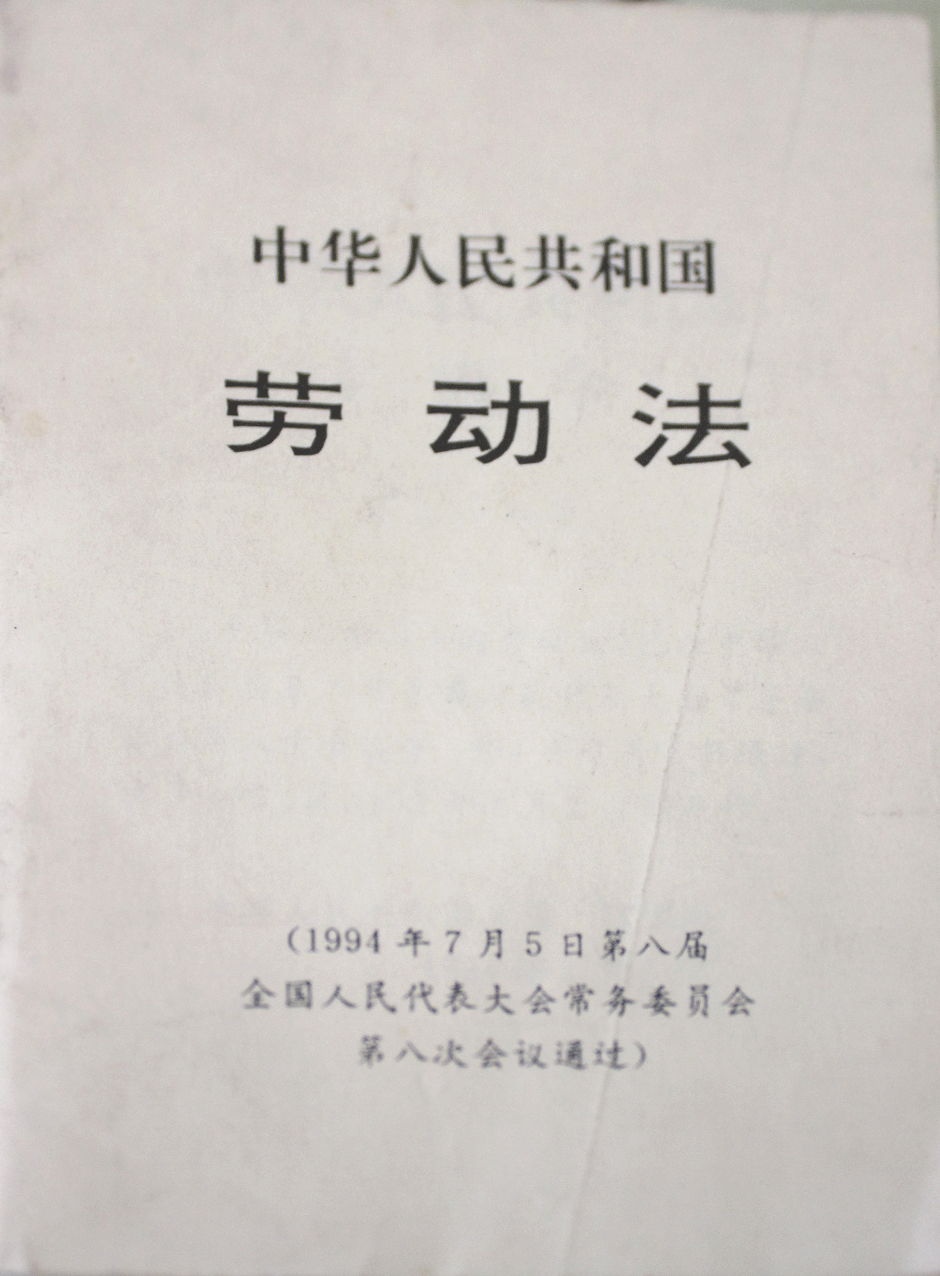 中华人民共和国
劳动法
(1994年7月5日第八届
全国人民代表大会常务委员会
第八次会议通过)